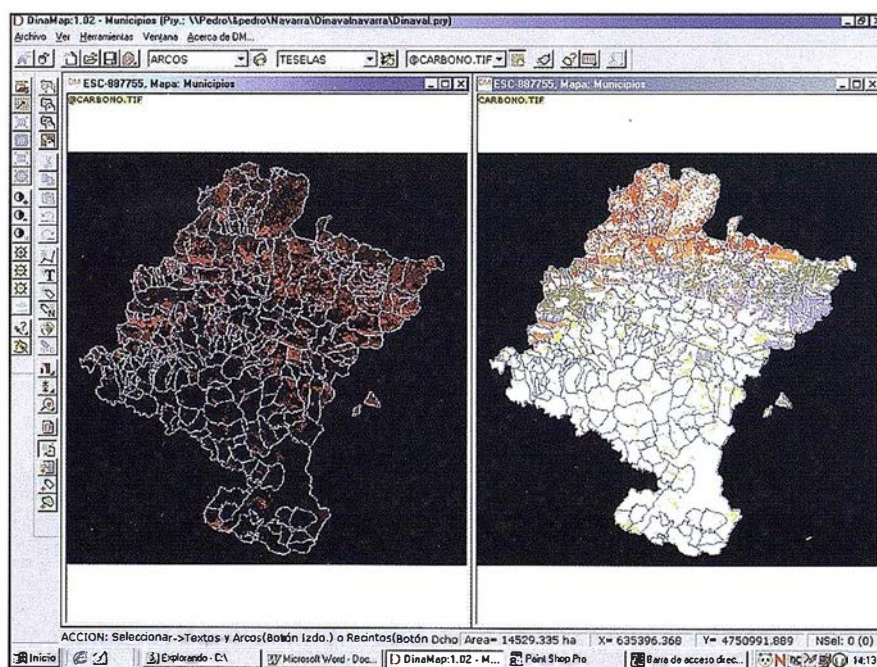 DinaMap:1.02 - Municipios (Pry.: \\Pedro\&pedro\Navarra\Dinavalnavarra\Dinaval.pry)
Archivo Ver Herramientas Ventana Acerca de DM...
ARCOS TESELAS @CARBONO.TIF
DM ESC-887755, Mapa: Municipios
@CARBONO.TIF
DM ESC-887755, Mapa: Municipios
CARBONO.TIF
ACCION: Seleccionar->Textos y Arcos(Botón Izdo.) o Recintos(Botón Dcho Area= 14529.335 ha X= 635396.368 Y= 4750991.889 NSel: 0 (0)
Inicio Explorando - C:\ Microsoft Word - Doc... DinaMap:1.02 - M... Paint Shop Pro Barra de acceso direc... 14:13